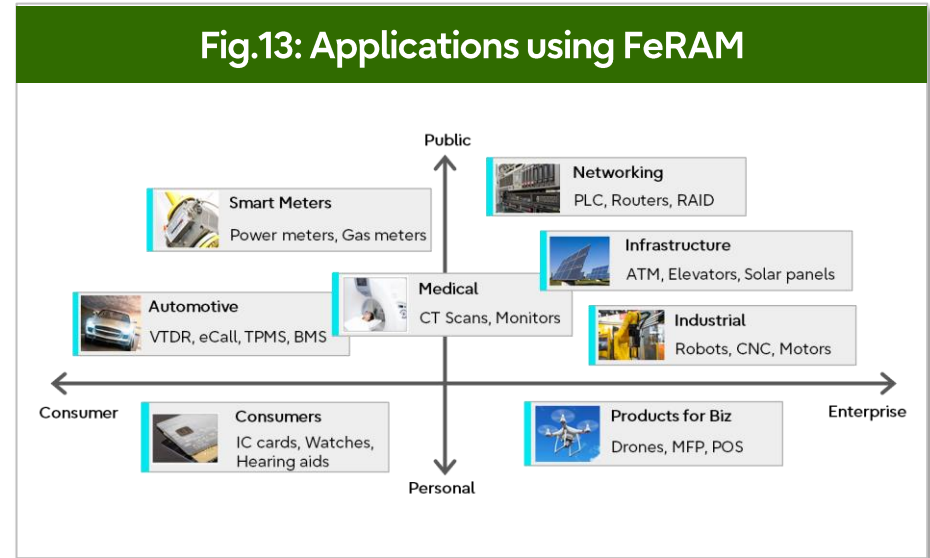 Fig.13: Applications using FeRAM
Public
Networking
PLC, Routers, RAID
Smart Meters
Power meters, Gas meters
Infrastructure
ATM, Elevators, Solar panels
Medical
CT Scans, Monitors
Automotive
VTDR, eCall, TPMS, BMS
Industrial
Robots, CNC, Motors
Consumer
Enterprise
Consumers
IC cards, Watches,
Hearing aids
Products for Biz
Drones, MFP, POS
Personal